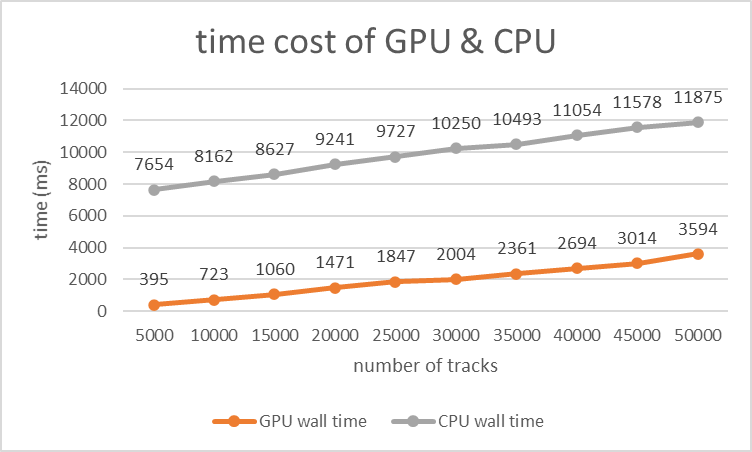 time cost of GPU & CPU
14000
12000
10000
8000
6000
4000
2000
0
time (ms)
7654 8162 8627 9241 9727 10250 10493 11054 11578 11875
395 723 1060 1471 1847 2004 2361 2694 3014 3594
5000 10000 15000 20000 25000 30000 35000 40000 45000 50000
number of tracks
GPU wall time CPU wall time